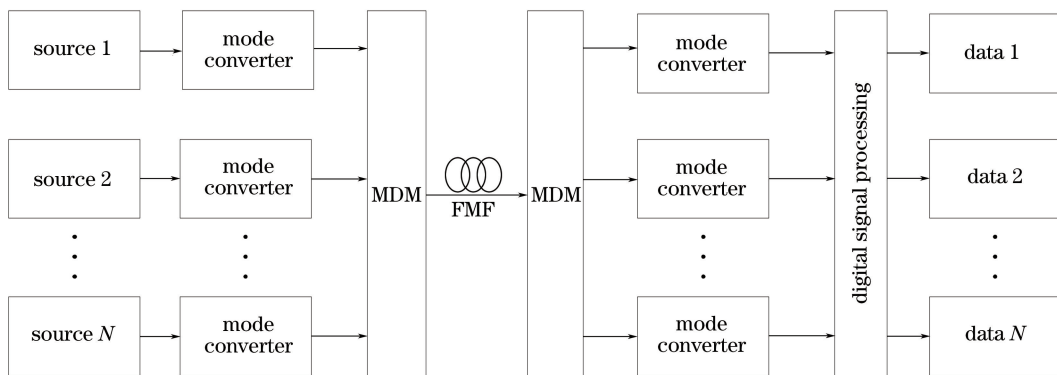 source 1
mode
converter
mode
converter
data 1
source 2
mode
converter
MDM
FMF
MDM
mode
converter
digital signal processing
data 2
source N
mode
converter
mode
converter
data N